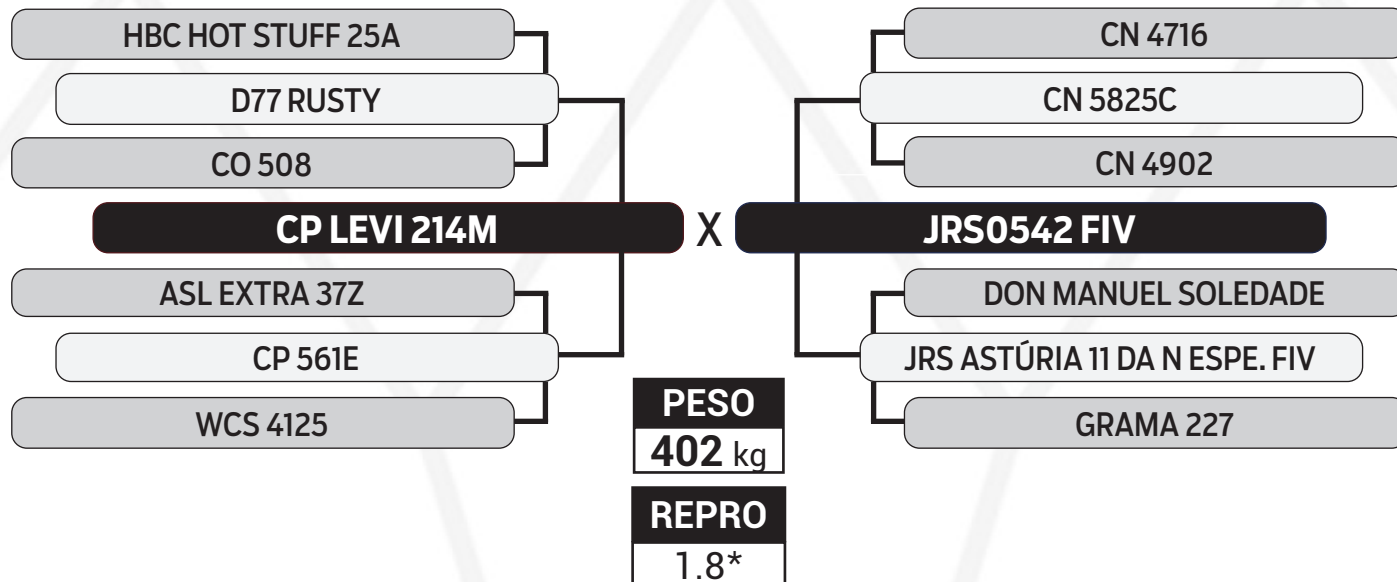 HBC HOT STUFF 25A
D77 RUSTY
CO 508
CP LEVI 214M
ASL EXTRA 37Z
CP 561E
WCS 4125
X
CN 4716
CN 5825C
CN 4902
JRS0542 FIV
DON MANUEL SOLEDADE
JRS ASTÚRIA 11 DA N ESPE. FIV
GRAMA 227
PESO
402 kg
REPRO
1.8*